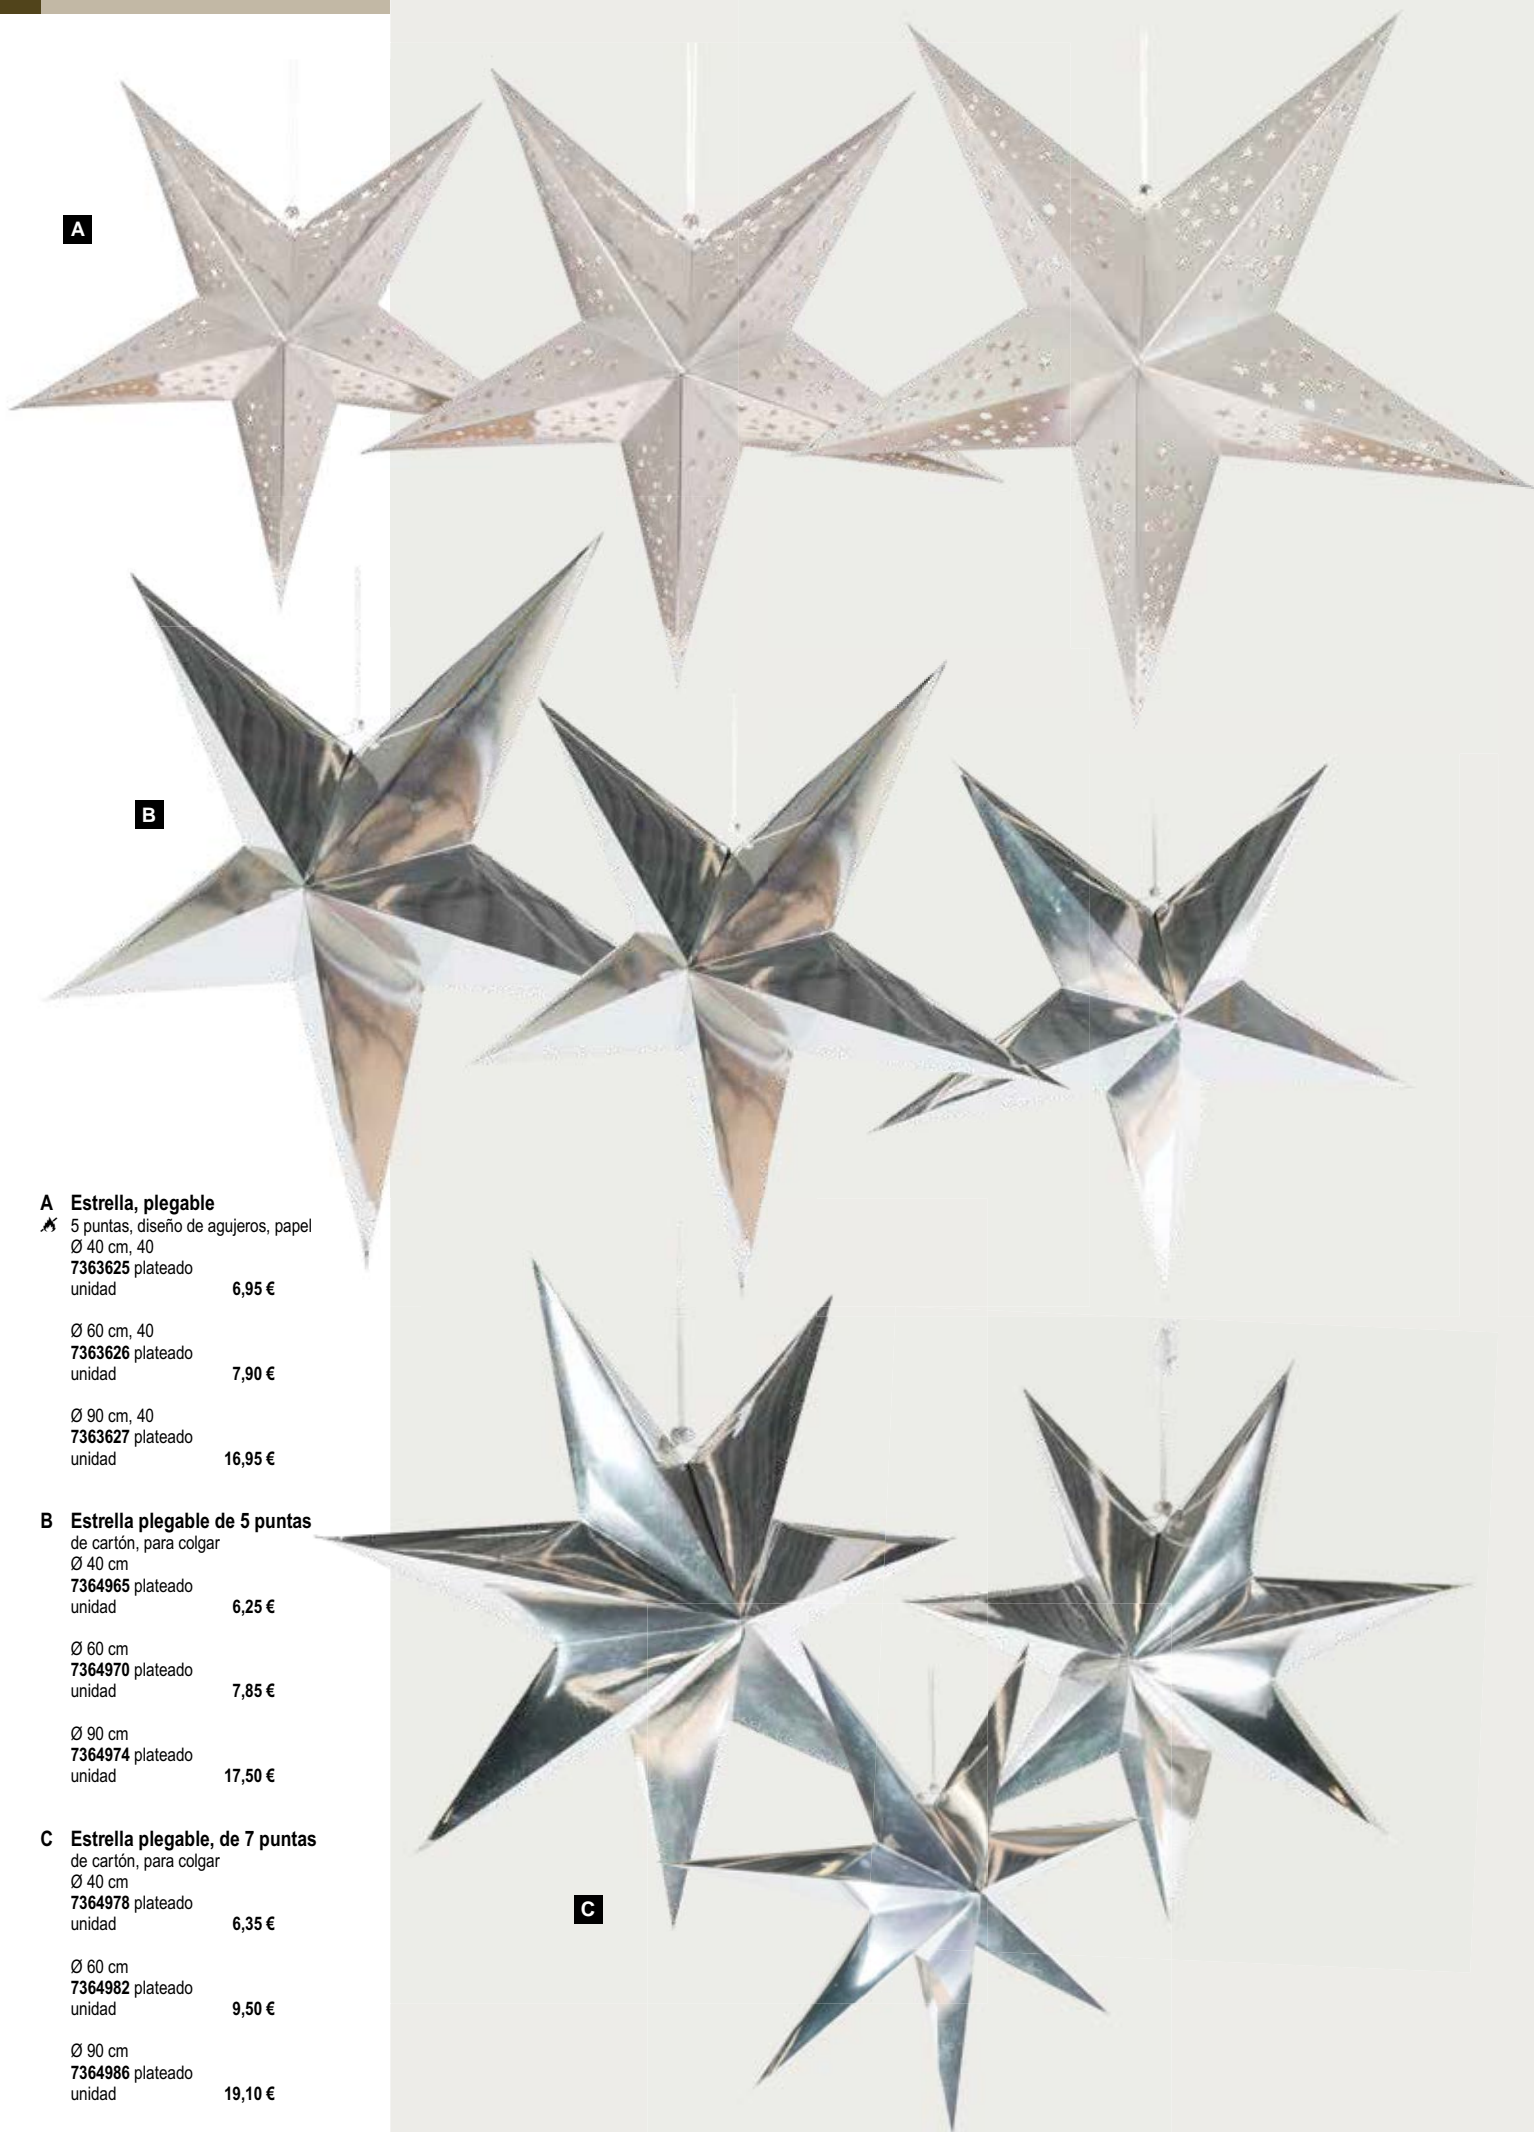 A
B
A Estrella, plegable
5 puntas, diseño de agujeros, papel
Ø 40 cm, 40
7363625 plateado
unidad 6,95 €
Ø 60 cm, 40
7363626 plateado
unidad 7,90 €
Ø 90 cm, 40
7363627 plateado
unidad 16,95 €
B Estrella plegable de 5 puntas
de cartón, para colgar
Ø 40 cm
7364965 plateado
unidad 6,25 €
Ø 60 cm
7364970 plateado
unidad 7,85 €
Ø 90 cm
7364974 plateado
unidad 17,50 €
C Estrella plegable, de 7 puntas
de cartón, para colgar
Ø 40 cm
7364978 plateado
unidad 6,35 €
Ø 60 cm
7364982 plateado
unidad 9,50 €
Ø 90 cm
7364986 plateado
unidad 19,10 €
C